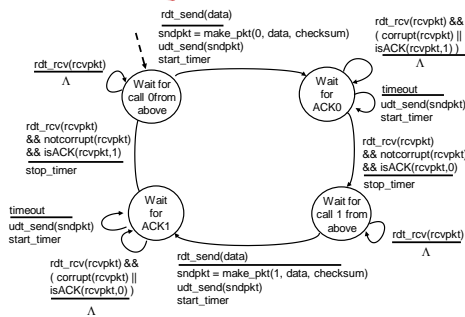 rdt_send(data)
sndpkt = make_pkt(0, data, checksum)
udt_send(sndpkt)
start_timer
rdt_rcv(rcvpkt) &&
( corrupt(rcvpkt) ||
isACK(rcvpkt,1) )
Λ
rdt_rcv(rcvpkt)
Λ
Wait for
call 0from
above
Wait
for
ACK0
timeout
udt_send(sndpkt)
start_timer
rdt_rcv(rcvpkt)
&& notcorrupt(rcvpkt)
&& isACK(rcvpkt,1)
stop_timer
rdt_rcv(rcvpkt)
&& notcorrupt(rcvpkt)
&& isACK(rcvpkt,0)
stop_timer
timeout
udt_send(sndpkt)
start_timer
Wait
for
ACK1
Wait for
call 1 from
above
rdt_rcv(rcvpkt)
Λ
rdt_rcv(rcvpkt) &&
( corrupt(rcvpkt) ||
isACK(rcvpkt,0) )
Λ
rdt_send(data)
sndpkt = make_pkt(1, data, checksum)
udt_send(sndpkt)
start_timer